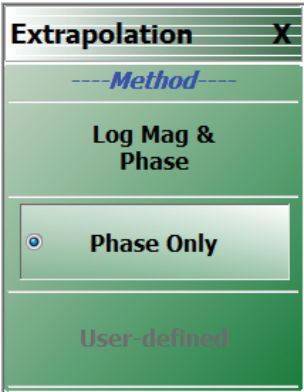 Extrapolation X
----Method----
Log Mag &
Phase
Phase Only
User-defined